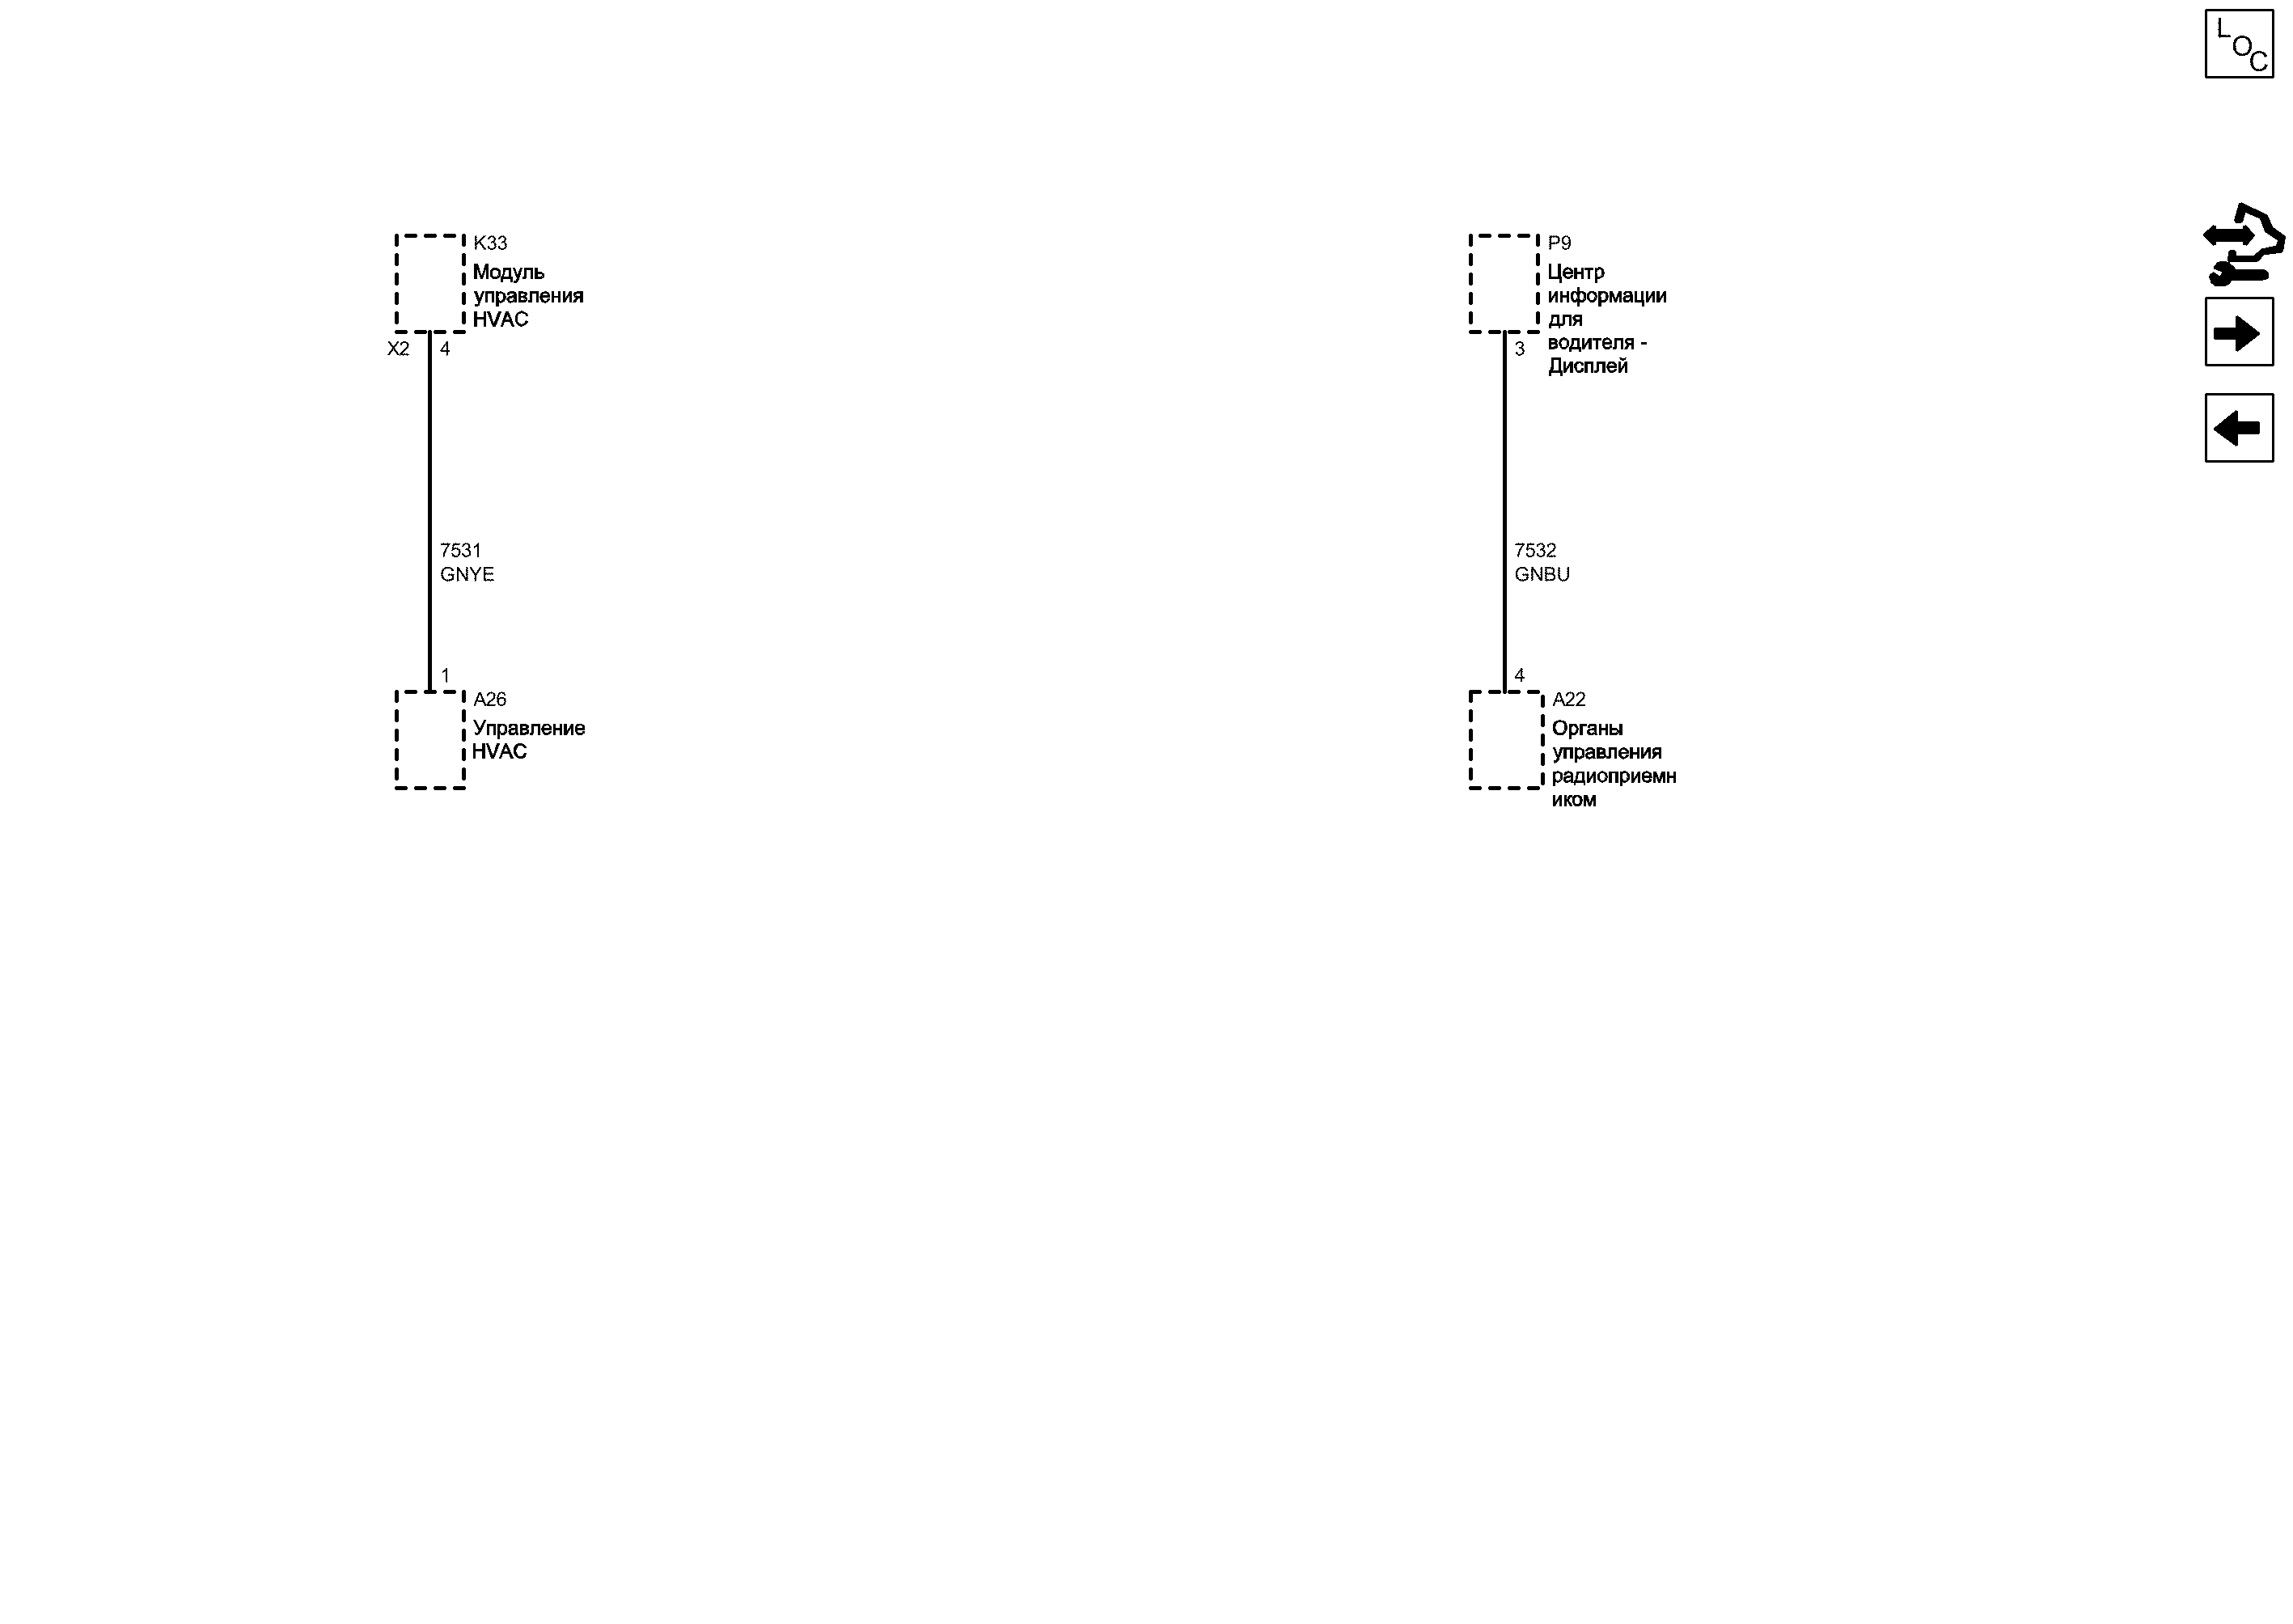 LOC
K33
Модуль
управления
HVAC
X2 4
7531
GNYE
1
A26
Управление
HVAC
P9
Центр
информации
для
водителя -
Дисплей
3
7532
GNBU
4
A22
Органы
управления
радиоприемн
иком